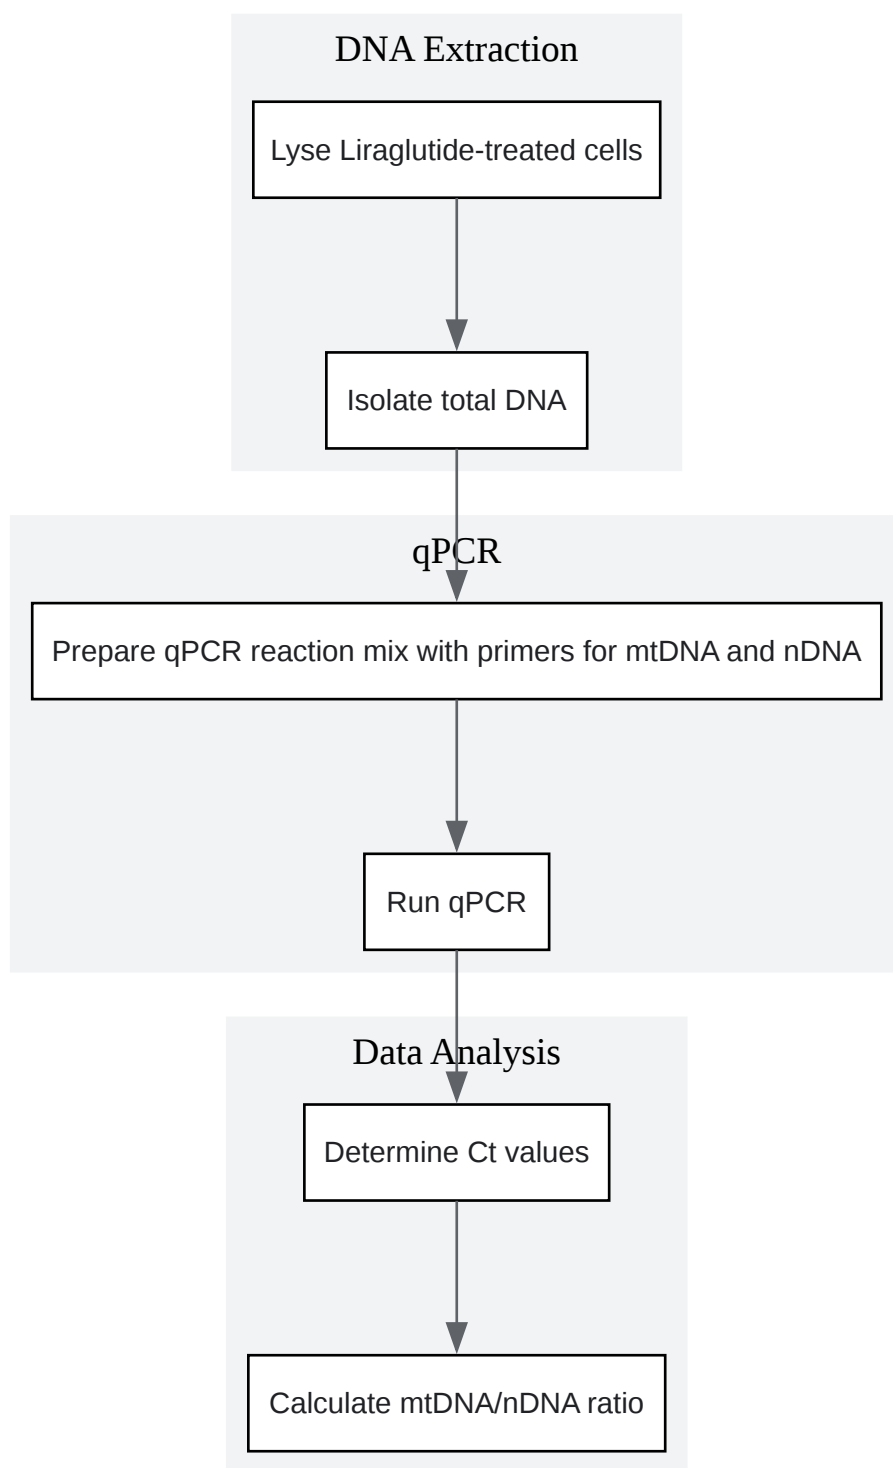 DNA Extraction
Lyse Liraglutide-treated cells
Isolate total DNA
qPCR
Prepare qPCR reaction mix with primers for mtDNA and nDNA
Run qPCR
Data Analysis
Determine Ct values
Calculate mtDNA/nDNA ratio